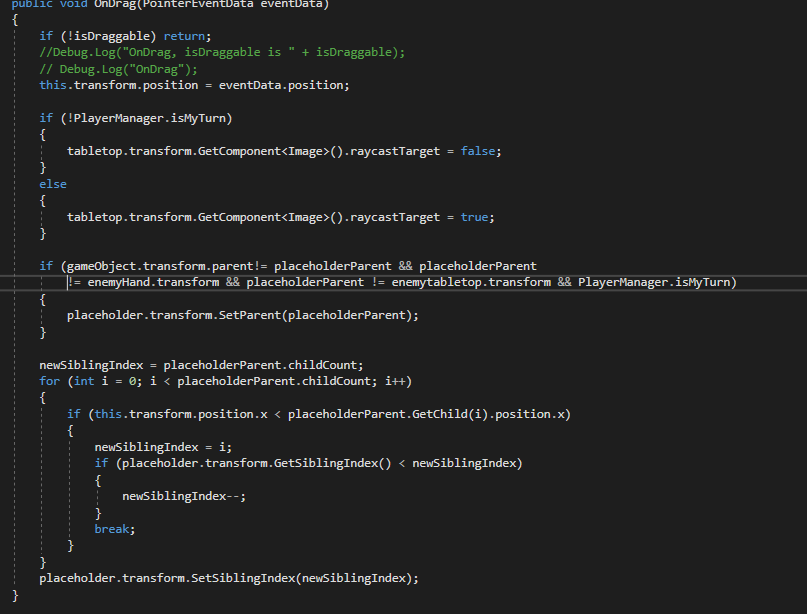 public void OnDrag(PointerEventData eventData)
{
if (!isDraggable) return;
//Debug.Log("OnDrag, isDraggable is " + isDraggable);
// Debug.Log("OnDrag");
this.transform.position = eventData.position;
if (!PlayerManager.isMyTurn)
{
tabletop.transform.GetComponent<Image>().raycastTarget = false;
}
else
{
tabletop.transform.GetComponent<Image>().raycastTarget = true;
}
if (gameObject.transform.parent!= placeholderParent && placeholderParent
!= enemyHand.transform && placeholderParent != enemytabletop.transform && PlayerManager.isMyTurn)
{
placeholder.transform.SetParent(placeholderParent);
}
newSiblingIndex = placeholderParent.childCount;
for (int i = 0; i < placeholderParent.childCount; i++)
{
if (this.transform.position.x < placeholderParent.GetChild(i).position.x)
{
newSiblingIndex = i;
if (placeholder.transform.GetSiblingIndex() < newSiblingIndex)
{
newSiblingIndex--;
}
break;
}
}
placeholder.transform.SetSiblingIndex(newSiblingIndex);
}